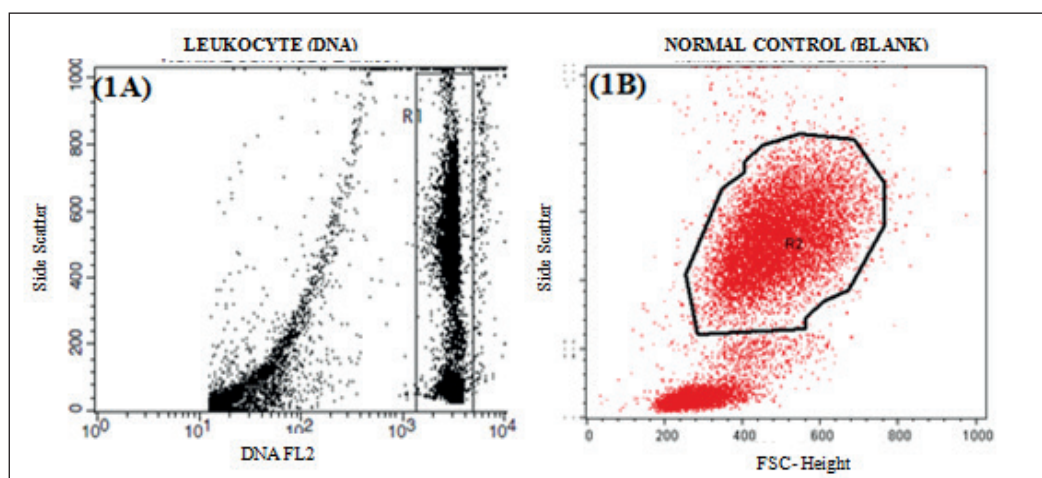 LEUKOCYTE (DNA)
(1A)
R1
Side Scatter
1000
800
600
400
200
0
10^0
10^1
10^2
10^3
10^4
DNA FL2
NORMAL CONTROL (BLANK)
(1B)
R2
Side Scatter
0
200
400
600
800
1000
FSC- Height